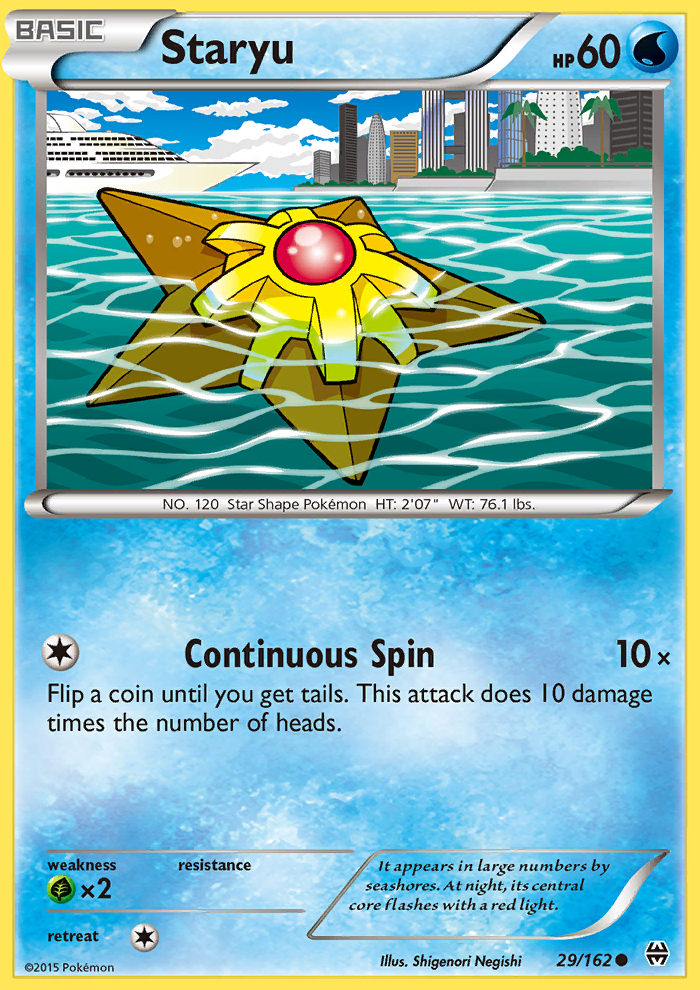 BASIC
Staryu
HP60
NO. 120 Star Shape Pokémon HT: 2'07" WT: 76.1 lbs.
Continuous Spin 10×
Flip a coin until you get tails. This attack does 10 damage
times the number of heads.
weakness resistance
×2
It appears in large numbers by
seashores. At night, its central
core flashes with a red light.
retreat
©2015 Pokémon
Illus. Shigenori Negishi
29/162